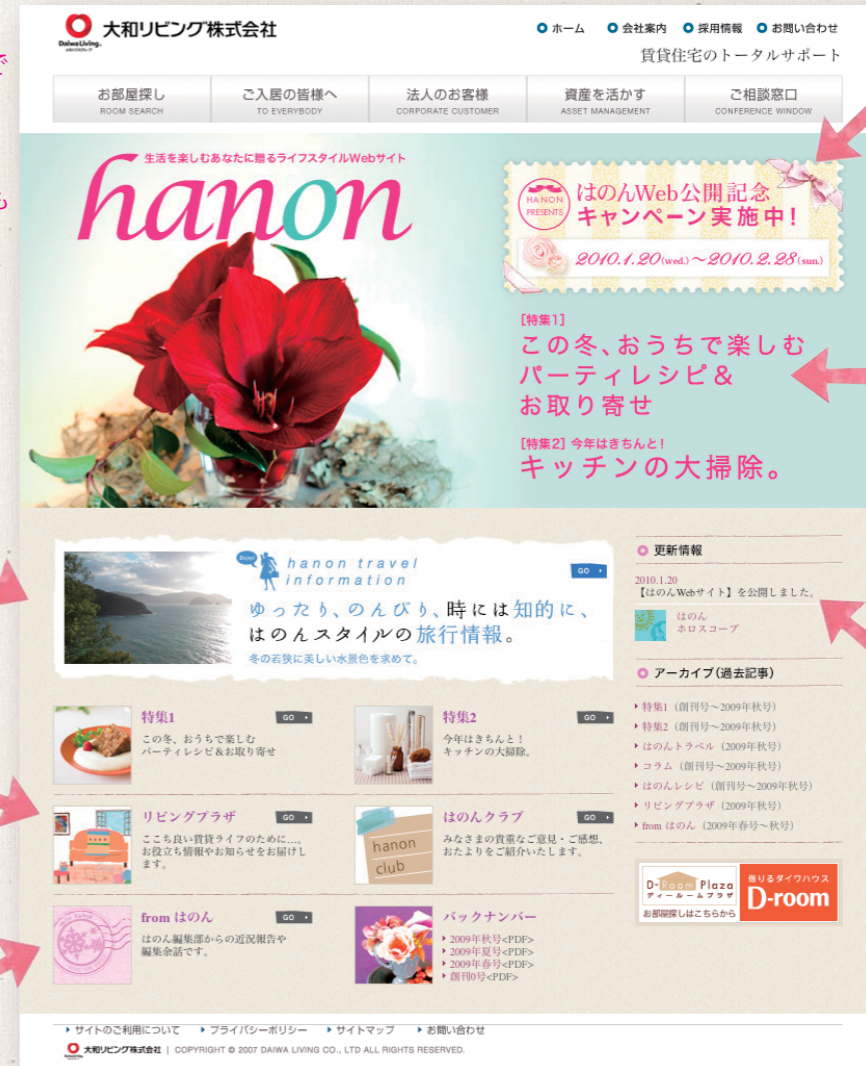 で
も
大和リビング株式会社
DaiwaLiving.
ホーム 会社案内 採用情報 お問い合わせ
賃貸住宅のトータルサポート
お部屋探し ご入居の皆様へ 法人のお客様 資産を活かす ご相談窓口
ROOM SEARCH TO EVERYBODY CORPORATE CUSTOMER ASSET MANAGEMENT CONFERENCE WINDOW
生活を楽しむあなたに贈るライフスタイルWebサイト
hanon
HANON
PRESENTS
はのんWeb公開記念
キャンペーン実施中!
2010.1.20(wed.)〜2010.2.28(sun.)
[特集1]
この冬、おうちで楽しむ
パーティレシピ&
お取り寄せ
[特集2] 今年はきちんと!
キッチンの大掃除。
hanon travel
information
GO
ゆったり、のんびり、時には知的に、
はのんスタイルの旅行情報。
冬の若狭に美しい水景色を求めて。
特集1 GO
この冬、おうちで楽しむ
パーティレシピ&お取り寄せ
特集2 GO
今年はきちんと!
キッチンの大掃除。
リビングプラザ GO
ここち良い賃貸ライフのために…。
お役立ち情報やお知らせをお届けし
ます。
hanon
club
はのんクラブ GO
みなさまの貴重なご意見・ご感想、
おたよりをご紹介いたします。
from はのん GO
はのん編集部からの近況報告や
編集余話です。
バックナンバー
2009年秋号<PDF>
2009年夏号<PDF>
2009年春号<PDF>
創刊0号<PDF>
更新情報
2010.1.20
【はのんWebサイト】を公開しました。
はのん
ホロスコープ
アーカイブ(過去記事)
特集1（創刊号〜2009年秋号）
特集2（創刊号〜2009年秋号）
はのんトラベル（2009年秋号）
コラム（創刊号〜2009年秋号）
はのんレシピ（創刊号〜2009年秋号）
リビングプラザ（2009年秋号）
from はのん（2009年春号〜秋号）
D-Room Plaza
ディールームプラザ
お部屋探しはこちらから
借りるダイワハウス
D-room
サイトのご利用について プライバシーポリシー サイトマップ お問い合わせ
大和リビング株式会社 | COPYRIGHT © 2007 DAIWA LIVING CO., LTD ALL RIGHTS RESERVED.